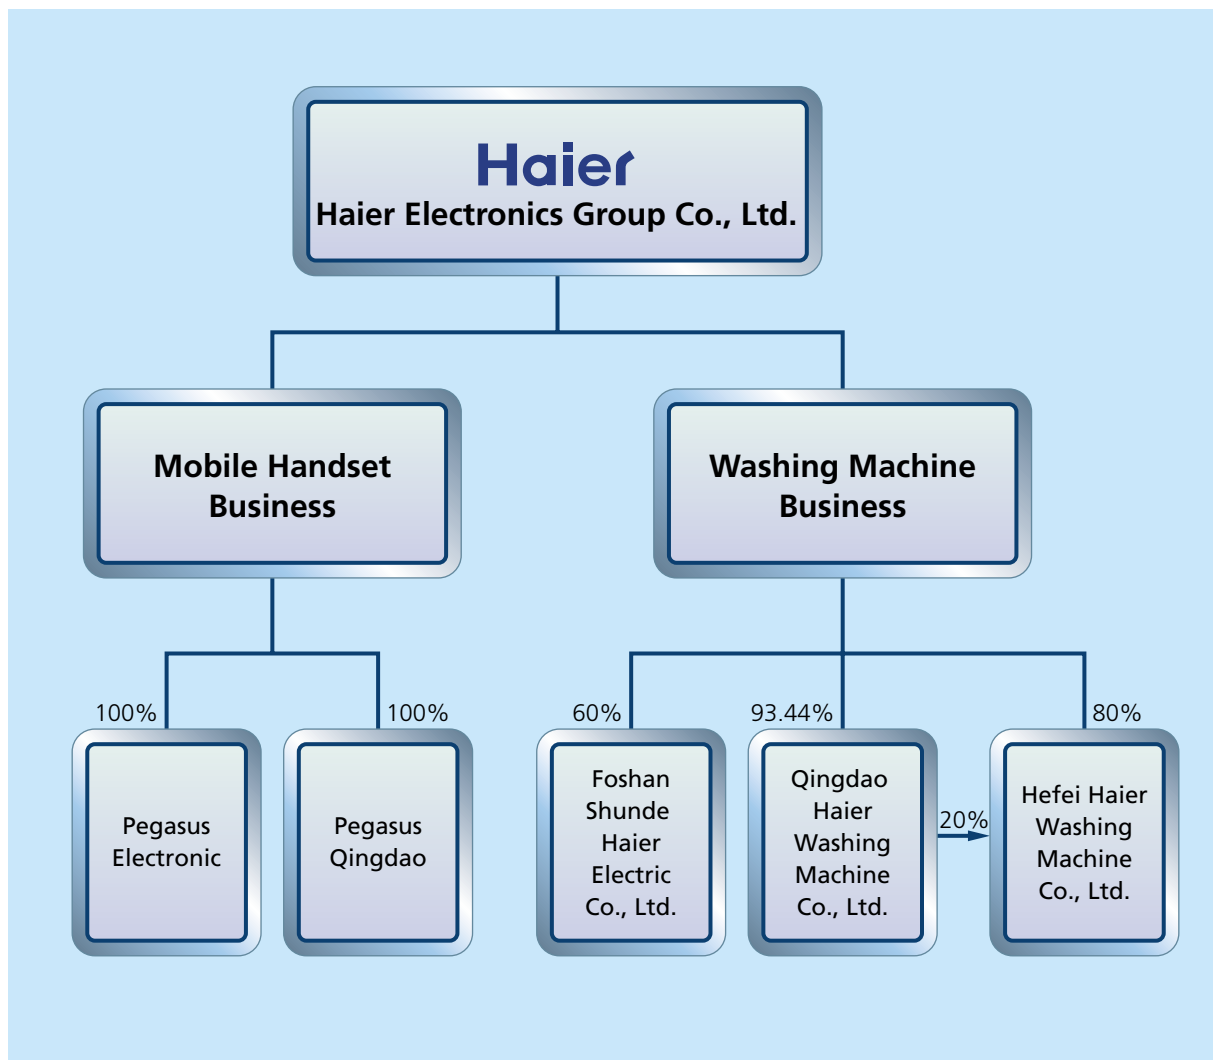 Haier
Haier Electronics Group Co., Ltd.
Mobile Handset
Business
Washing Machine
Business
100%
100%
60%
93.44%
80%
Pegasus
Electronic
Pegasus
Qingdao
Foshan
Shunde
Haier
Electric
Co., Ltd.
Qingdao
Haier
Washing
Machine
Co., Ltd.
20%
Hefei Haier
Washing
Machine
Co., Ltd.